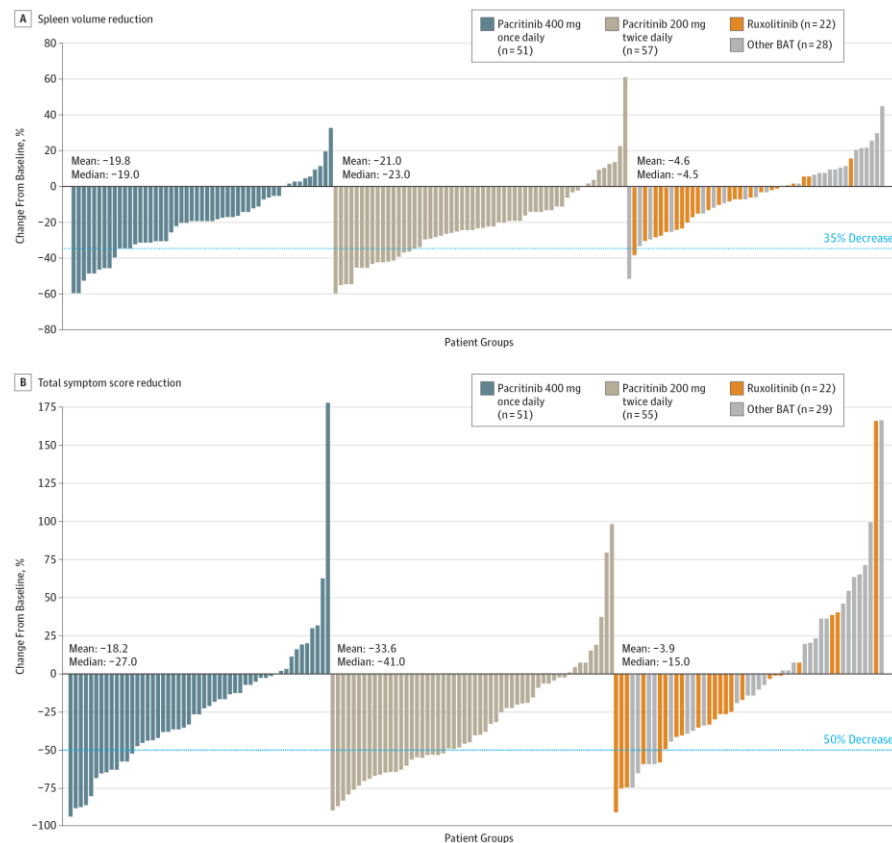 A Spleen volume reduction
Pacritinib 400 mg
once daily
(n=51)
Pacritinib 200 mg
twice daily
(n=57)
Ruxolitinib (n=22)
Other BAT (n=28)
80
60
40
20
0
−20
−40
−60
−80
Change From Baseline, %
Mean: −19.8
Median: −19.0
Mean: −21.0
Median: −23.0
Mean: −4.6
Median: −4.5
35% Decrease
Patient Groups
B Total symptom score reduction
Pacritinib 400 mg
once daily
(n=51)
Pacritinib 200 mg
twice daily
(n=55)
Ruxolitinib (n=22)
Other BAT (n=29)
175
150
125
100
75
50
25
0
−25
−50
−75
−100
Change From Baseline, %
Mean: −18.2
Median: −27.0
Mean: −33.6
Median: −41.0
Mean: −3.9
Median: −15.0
50% Decrease
Patient Groups